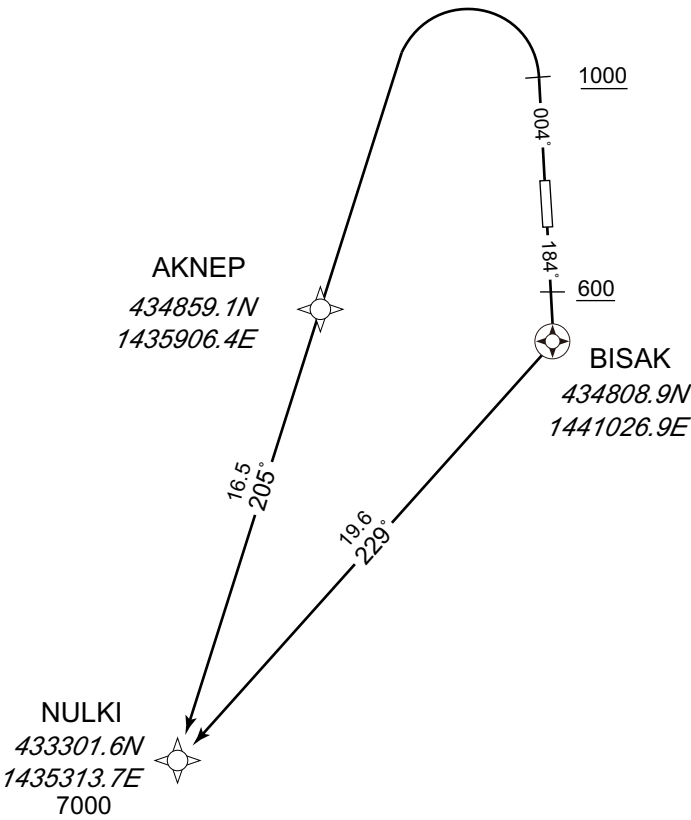 1000
004°
184°
600
AKNEP
434859.1N
1435906.4E
BISAK
434808.9N
1441026.9E
16.5
205°
19.6
229°
NULKI
433301.6N
1435313.7E
7000